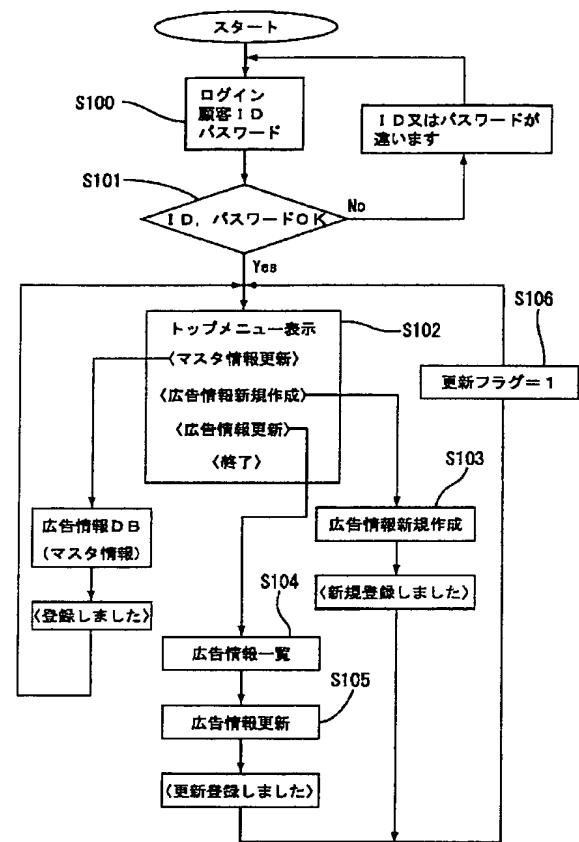 スタート
S100
ログイン
顧客ID
パスワード
ID又はパスワードが
違います
S101
ID，パスワードOK
No
Yes
S106
更新フラグ=1
トップメニュー表示
S102
〈マスタ情報更新〉
〈広告情報新規作成〉
〈広告情報更新〉
〈終了〉
S103
広告情報新規作成
広告情報DB
(マスタ情報)
〈新規登録しました〉
〈登録しました〉
S104
広告情報一覧
S105
広告情報更新
〈更新登録しました〉